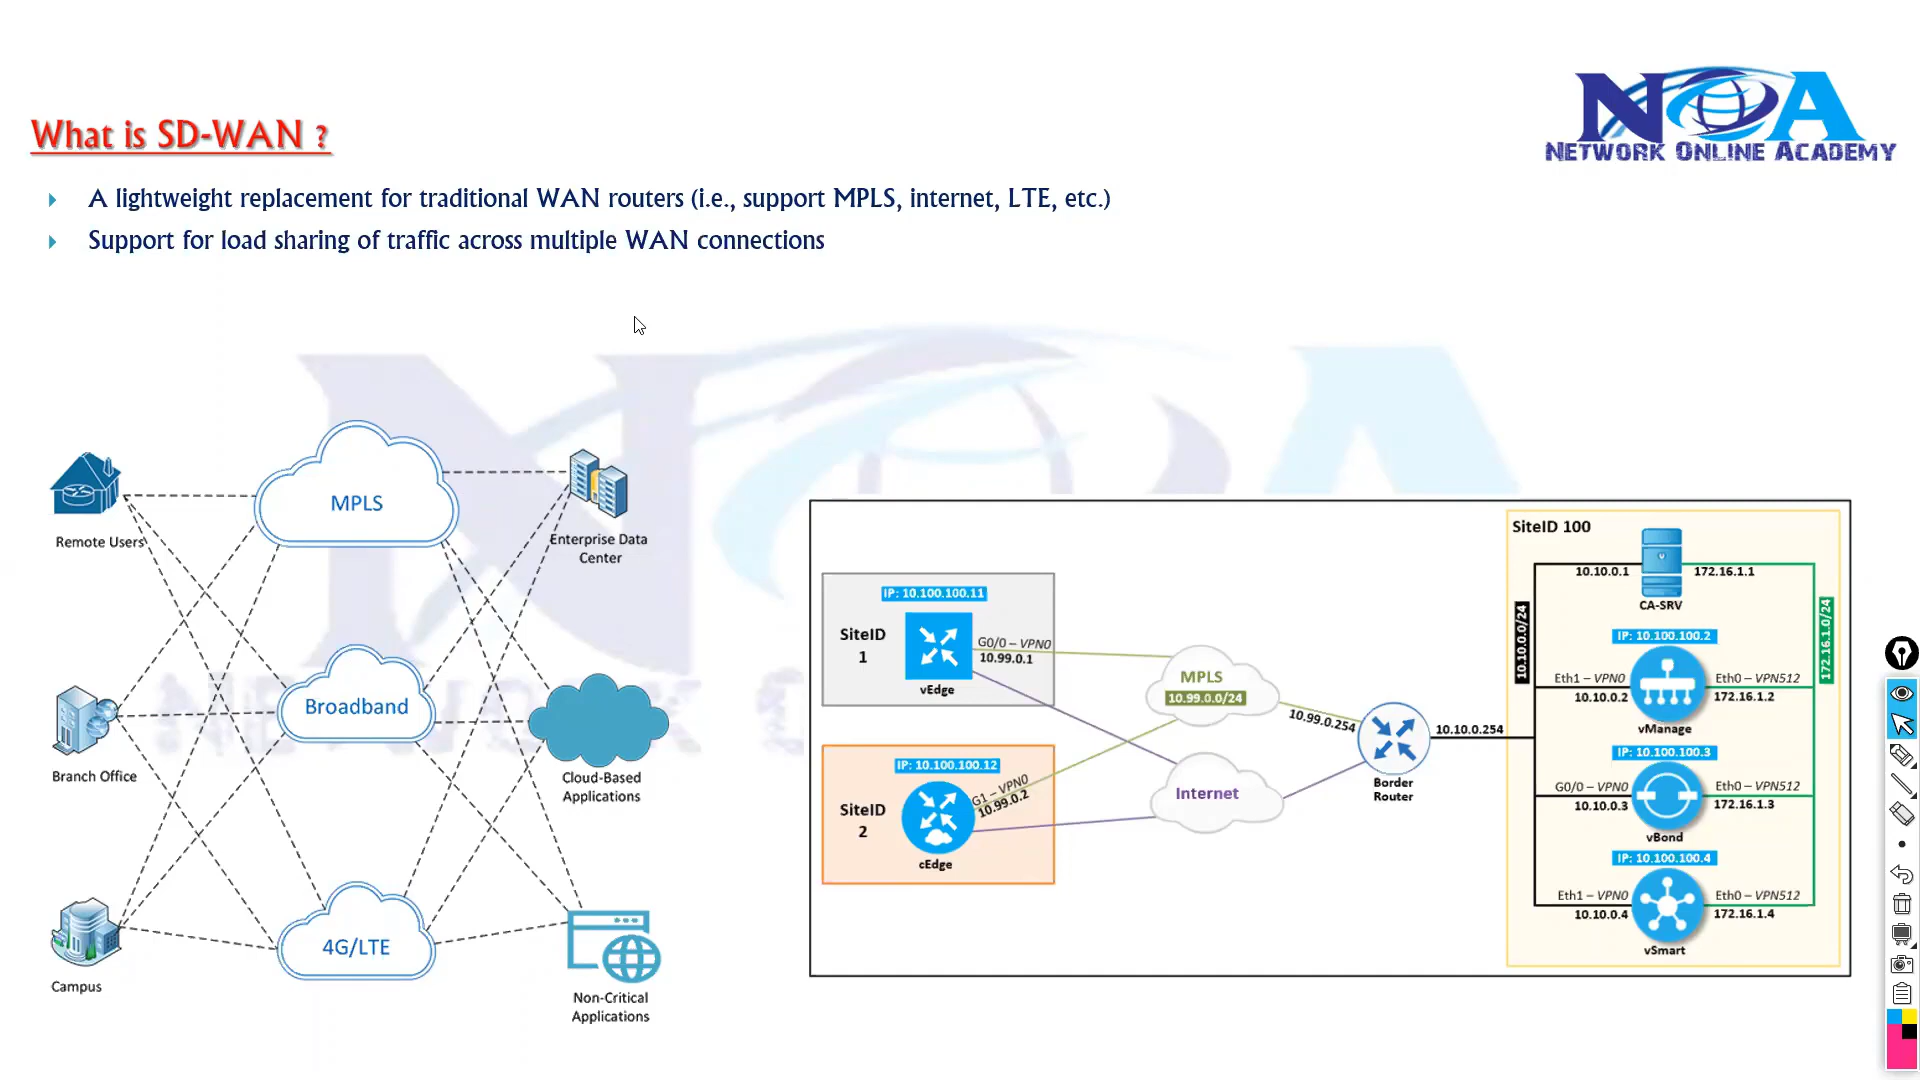 NOA
NETWORK ONLINE ACADEMY
What is SD-WAN ?
A lightweight replacement for traditional WAN routers (i.e., support MPLS, internet, LTE, etc.)
Support for load sharing of traffic across multiple WAN connections
MPLS
Remote Users
Enterprise Data
Center
Broadband
Branch Office
Cloud-Based
Applications
4G/LTE
Campus
Non-Critical
Applications
SiteID
1
IP: 10.100.100.11
G0/0 – VPN0
10.99.0.1
vEdge
SiteID
2
IP: 10.100.100.12
G1 – VPN0
10.99.0.2
cEdge
MPLS
10.99.0.0/24
Internet
10.99.0.254
10.10.0.254
Border
Router
SiteID 100
10.10.0.1
172.16.1.1
CA-SRV
10.10.0.0/24
172.16.1.0/24
IP: 10.100.100.2
Eth1 – VPN0
Eth0 – VPN512
10.10.0.2
172.16.1.2
vManage
IP: 10.100.100.3
G0/0 – VPN0
Eth0 – VPN512
10.10.0.3
172.16.1.3
vBond
IP: 10.100.100.4
Eth1 – VPN0
Eth0 – VPN512
10.10.0.4
172.16.1.4
vSmart